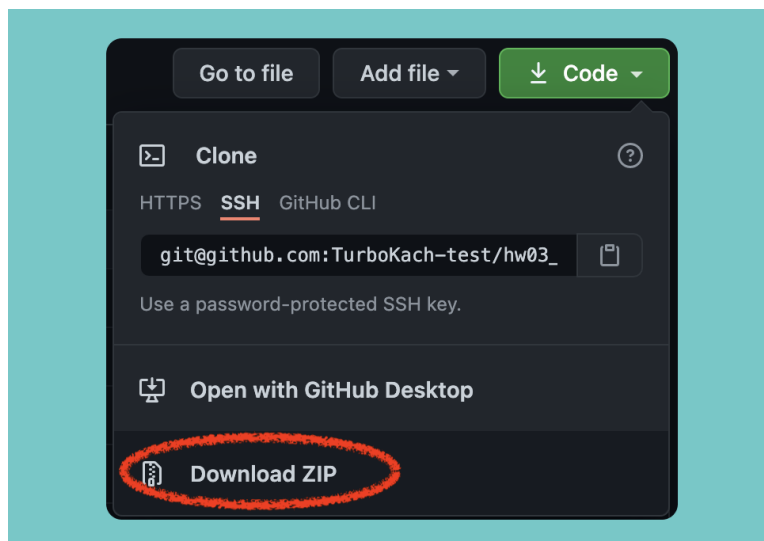 Go to file Add file Code
Clone
HTTPS SSH GitHub CLI
git@github.com:TurboKach-test/hw03_
Use a password-protected SSH key.
Open with GitHub Desktop
Download ZIP